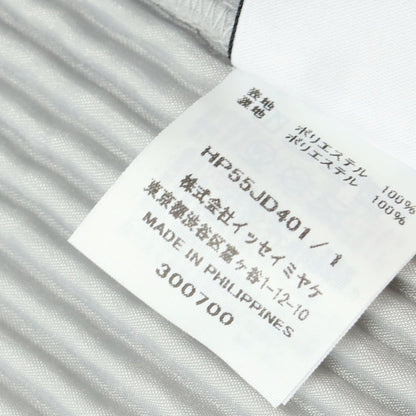 表地 ポリエステル 100%
裏地 ポリエステル 100%
HP55JD401/1
株式会社イッセイミヤケ
東京都渋谷区富ヶ谷1-12-10
MADE IN PHILIPPINES
300700